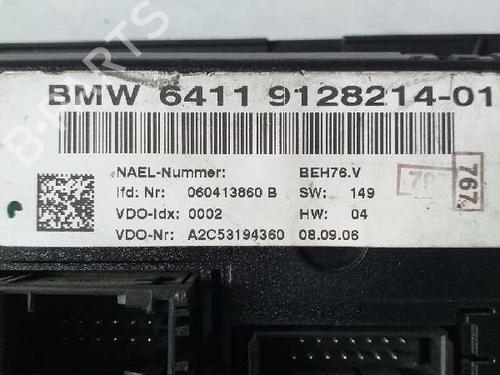 BMW 6411 9128214-01
NAEL-Nummer: BEH76.V
lfd: Nr: 060413860 B SW: 149
VDO-Idx: 0002 HW: 04
VDO-Nr: A2C53194360 08.09.06
767
B-PARTS